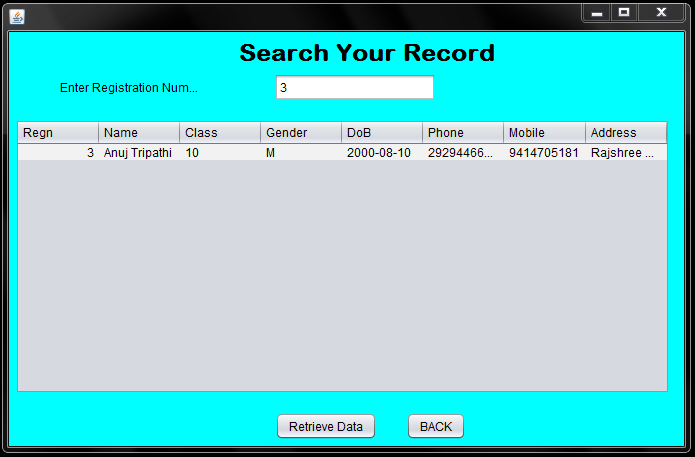 Search Your Record
Enter Registration Num... 3
Regn Name Class Gender DoB Phone Mobile Address
3 Anuj Tripathi 10 M 2000-08-10 29294466... 9414705181 Rajshree ...
Retrieve Data BACK